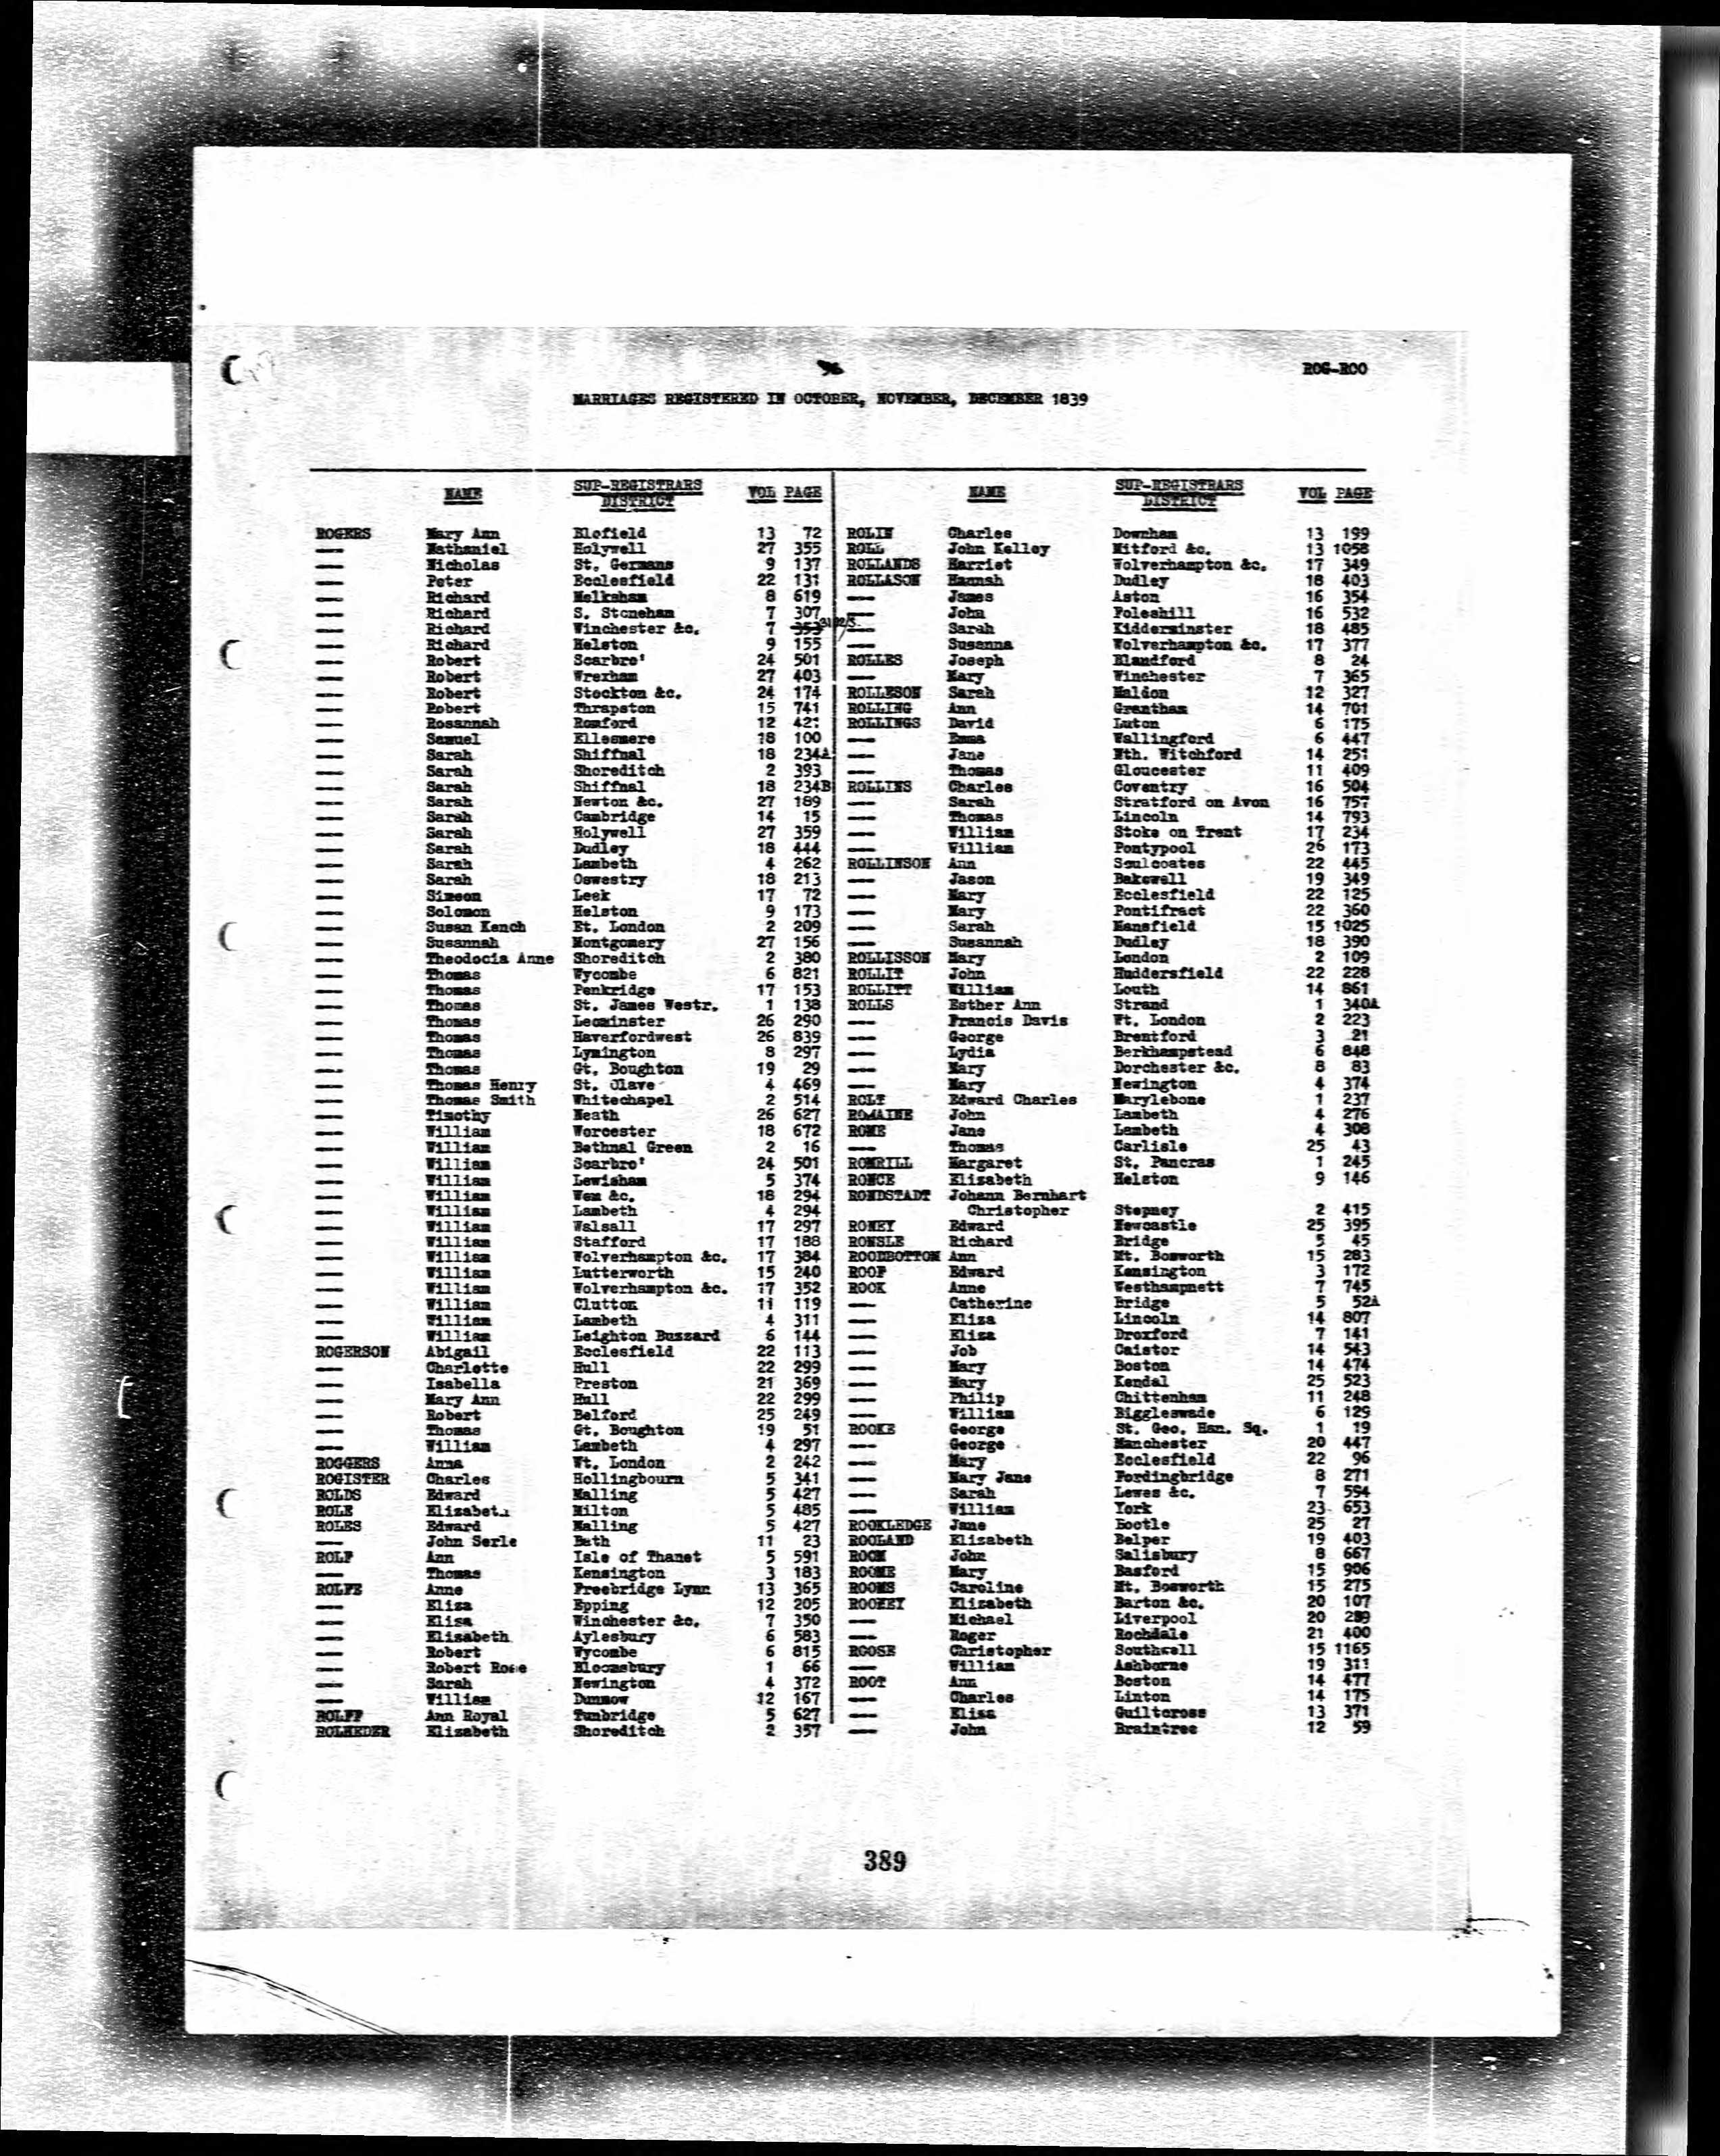 96
ROG-ROO
MARRIAGES REGISTERED IN OCTOBER, NOVEMBER, DECEMBER 1839
NAME SUP-REGISTRARS DISTRICT VOL PAGE
ROGERS Mary Ann Blofield 13 72
— Nathaniel Holywell 27 355
— Nicholas St. Germans 9 137
— Peter Ecclesfield 22 131
— Richard Melksham 8 619
— Richard S. Stoneham 7 307
— Richard Winchester &c. 7 353
— Richard Helston 9 155
— Robert Scarbro' 24 501
— Robert Wrexham 27 403
— Robert Stockton &c. 24 174
— Robert Thrapston 15 741
— Rosannah Romford 12 421
— Samuel Ellesmere 18 100
— Sarah Shiffnal 18 234A
— Sarah Shoreditch 2 393
— Sarah Shiffnal 18 234B
— Sarah Newton &c. 27 189
— Sarah Cambridge 14 15
— Sarah Holywell 27 359
— Sarah Dudley 18 444
— Sarah Lambeth 4 262
— Sarah Oswestry 18 213
— Simeon Leek 17 72
— Solomon Helston 9 173
— Susan Kench Et. London 2 209
— Susannah Montgomery 27 156
— Theodocia Anne Shoreditch 2 380
— Thomas Wycombe 6 821
— Thomas Penkridge 17 153
— Thomas St. James Westr. 1 138
— Thomas Leominster 26 290
— Thomas Haverfordwest 26 839
— Thomas Lymington 8 297
— Thomas Gt. Boughton 19 29
— Thomas Henry St. Olave 4 469
— Thomas Smith Whitechapel 2 514
— Timothy Neath 26 627
— William Worcester 18 672
— William Bethnal Green 2 16
— William Scarbro' 24 501
— William Lewisham 5 374
— William Wem &c. 18 294
— William Lambeth 4 294
— William Walsall 17 297
— William Stafford 17 188
— William Wolverhampton &c. 17 384
— William Lutterworth 15 240
— William Wolverhampton &c. 17 352
— William Clutton 11 119
— William Lambeth 4 311
— William Leighton Buzzard 6 144
ROGERSON Abigail Ecclesfield 22 113
— Charlotte Hull 22 299
— Isabella Preston 21 369
— Mary Ann Hull 22 299
— Robert Belford 25 249
— Thomas Gt. Boughton 19 51
— William Lambeth 4 297
ROGGERS Anna Wt. London 2 242
ROGISTER Charles Hollingbourn 5 341
ROLDS Edward Malling 5 427
ROLE Elizabeth Milton 5 485
ROLES Edward Malling 5 427
— John Serle Bath 11 23
ROLF Ann Isle of Thanet 5 591
— Thomas Kensington 3 183
ROLFE Anne Freebridge Lynn 13 365
— Eliza Epping 12 205
— Eliza Winchester &c. 7 350
— Elizabeth Aylesbury 6 583
— Robert Wycombe 6 815
— Robert Rose Bloomsbury 1 66
— Sarah Newington 4 372
— William Dunmow 12 167
ROLFF Ann Royal Tunbridge 5 627
ROLHEDER Elizabeth Shoreditch 2 357
NAME SUP-REGISTRARS DISTRICT VOL PAGE
ROLIN Charles Downham 13 199
ROLL John Kelley Mitford &c. 13 1058
ROLLANDS Harriet Wolverhampton &c. 17 349
ROLLASON Hannah Dudley 18 403
— James Aston 16 354
— John Foleshill 16 532
— Sarah Kidderminster 18 485
— Susanna Wolverhampton &c. 17 377
ROLLES Joseph Blandford 8 24
— Mary Winchester 7 365
ROLLESON Sarah Maldon 12 327
ROLLING Ann Grantham 14 701
ROLLINGS David Luton 6 175
— Emma Wallingford 6 447
— Jane Nth. Witchford 14 251
— Thomas Gloucester 11 409
ROLLINS Charles Coventry 16 504
— Sarah Stratford on Avon 16 757
— Thomas Lincoln 14 793
— William Stoke on Trent 17 234
— William Pontypool 26 173
ROLLINSON Ann Sculcoates 22 445
— Jason Bakewell 19 349
— Mary Ecclesfield 22 125
— Mary Pontifract 22 360
— Sarah Mansfield 15 1025
— Susannah Dudley 18 390
ROLLISSON Mary London 2 109
ROLLIT John Huddersfield 22 228
ROLLITT William Louth 14 861
ROLLS Esther Ann Strand 1 340A
— Francis Davis Wt. London 2 223
— George Brentford 3 21
— Lydia Berkhampstead 6 848
— Mary Dorchester &c. 8 83
— Mary Newington 4 374
ROLT Edward Charles Marylebone 1 237
ROMAINE John Lambeth 4 276
ROME Jane Lambeth 4 308
— Thomas Carlisle 25 43
ROMRILL Margaret St. Pancras 1 245
RONCE Elizabeth Helston 9 146
RONDSTADT Johann Bernhart
Christopher Stepney 2 415
RONEY Edward Newcastle 25 395
RONSLE Richard Bridge 5 45
ROODBOTTOM Ann Mt. Bosworth 15 283
ROOF Edward Kensington 3 172
ROOK Anne Westhampnett 7 745
— Catherine Bridge 5 52A
— Eliza Lincoln 14 807
— Eliza Droxford 7 141
— Job Caistor 14 543
— Mary Boston 14 474
— Mary Kendal 25 523
— Philip Chittenham 11 248
— William Biggleswade 6 129
ROOKE George St. Geo. Han. Sq. 1 19
— George Manchester 20 447
— Mary Ecclesfield 22 96
— Mary Jane Fordingbridge 8 271
— Sarah Lewes &c. 7 594
— William York 23 653
ROOKLEDGE Jane Bootle 25 27
ROOLAND Elizabeth Belper 19 403
ROOM John Salisbury 8 667
ROOME Mary Basford 15 906
ROOMS Caroline Mt. Bosworth 15 275
ROONEY Elizabeth Barton &c. 20 107
— Michael Liverpool 20 289
— Roger Rochdale 21 400
ROOSE Christopher Southwell 15 1165
— William Ashborne 19 311
ROOT Ann Boston 14 477
— Charles Linton 14 175
— Eliza Guiltcross 13 371
— John Braintree 12 59
389